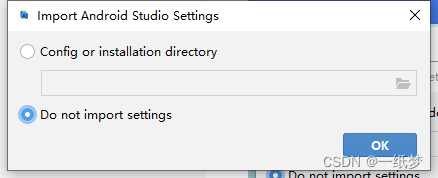 Import Android Studio Settings
Config or installation directory
Do not import settings
OK
CSDN @一纸梦
Do not import settings